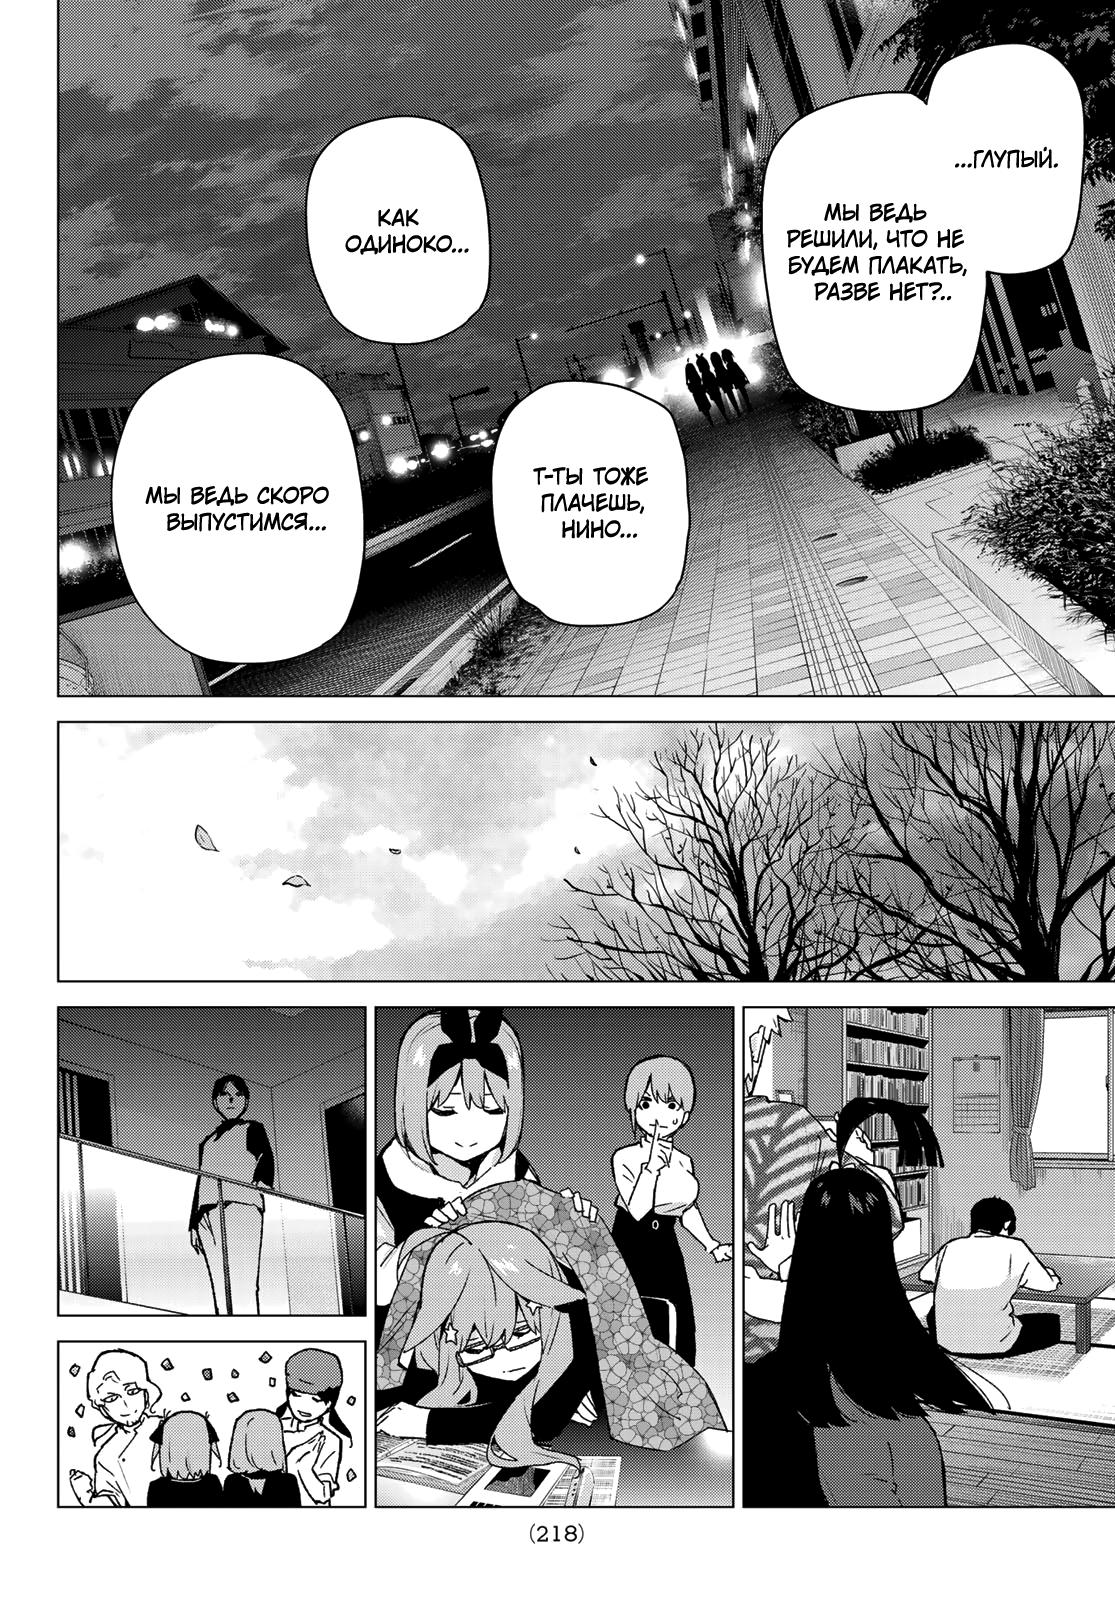 ...ГЛУПЫЙ.
МЫ ВЕДЬ
РЕШИЛИ, ЧТО НЕ
БУДЕМ ПЛАКАТЬ,
РАЗВЕ НЕТ?..
Т-ТЫ ТОЖЕ
ПЛАЧЕШЬ,
НИНО...
КАК
ОДИНОКО...
МЫ ВЕДЬ СКОРО
ВЫПУСТИМСЯ...
(218)